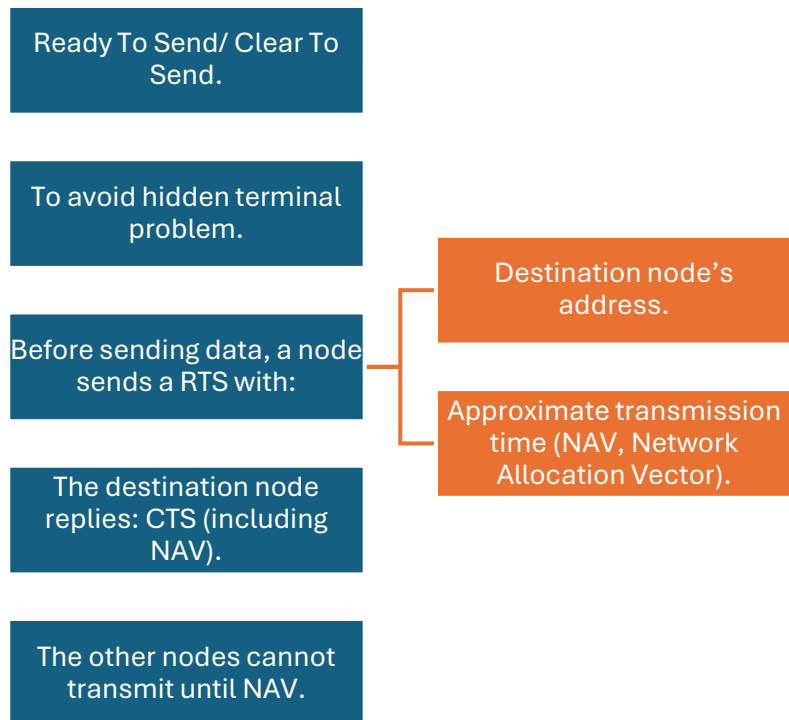 Ready To Send/ Clear To
Send.
To avoid hidden terminal
problem.
Before sending data, a node
sends a RTS with:
Destination node’s
address.
Approximate transmission
time (NAV, Network
Allocation Vector).
The destination node
replies: CTS (including
NAV).
The other nodes cannot
transmit until NAV.